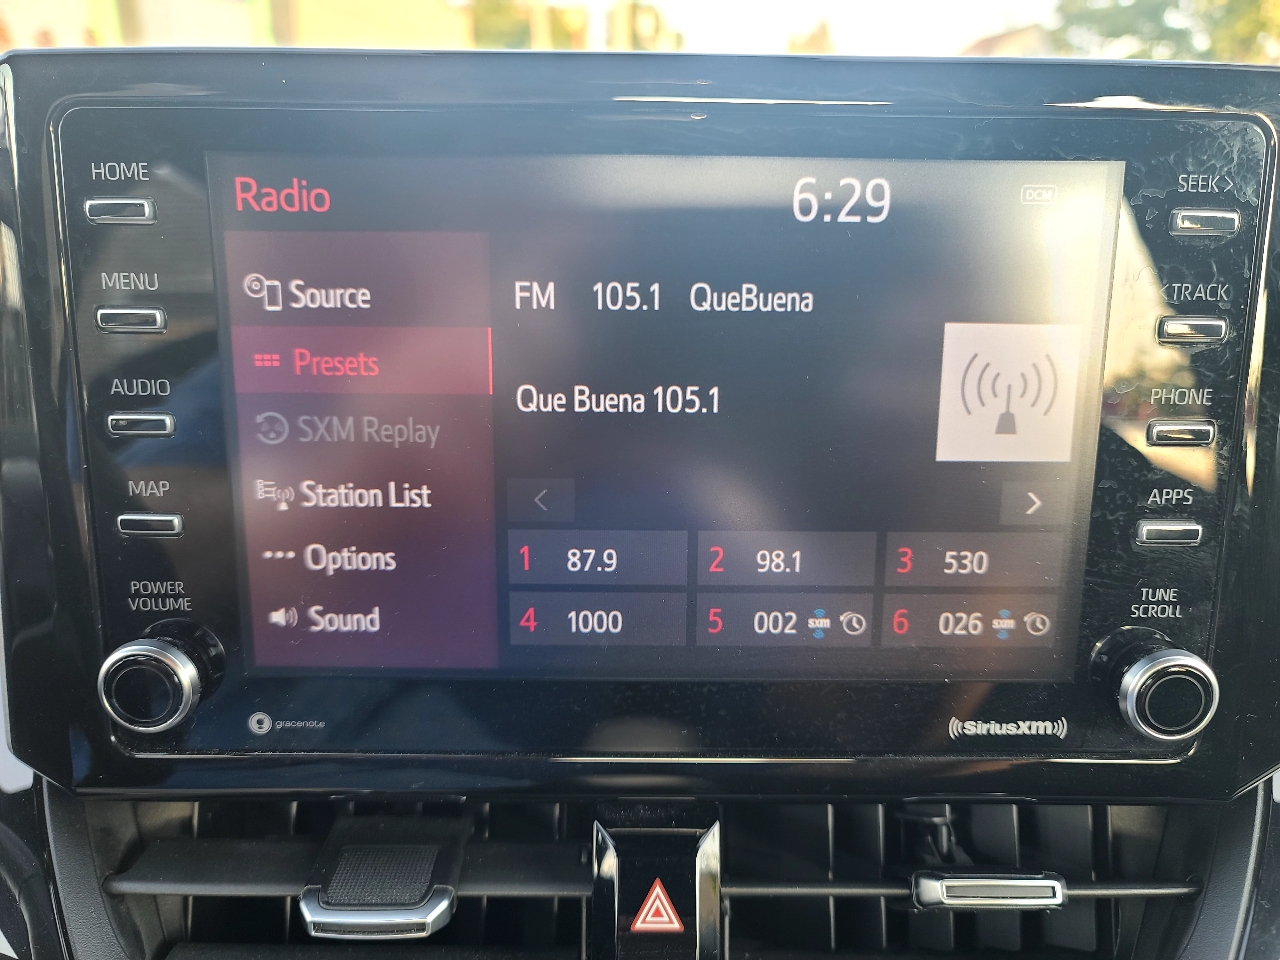 HOME
MENU
AUDIO
MAP
POWER
VOLUME
Radio
6:29
DCM
Source
Presets
SXM Replay
Station List
Options
Sound
FM 105.1 QueBuena
Que Buena 105.1
<
>
1 87.9
2 98.1
3 530
4 1000
5 002 sxm
6 026 sxm
gracenote
((SiriusXM))
SEEK >
< TRACK
PHONE
APPS
TUNE
SCROLL